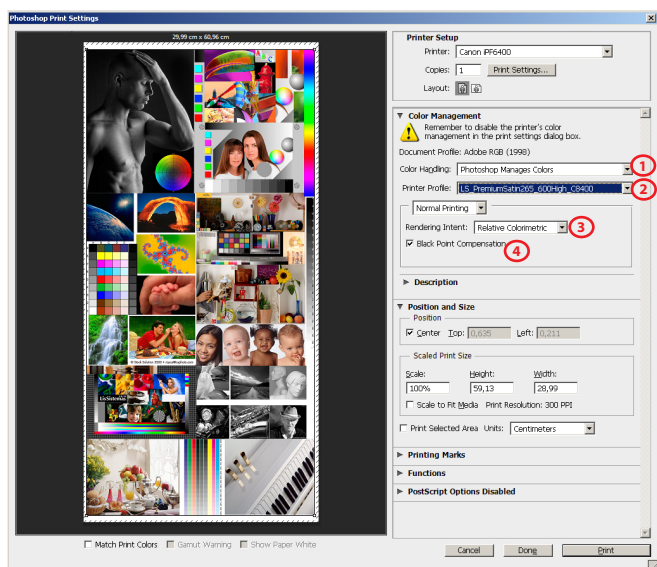 Photoshop Print Settings
29,99 cm x 60,96 cm
LisSistemas
Match Print Colors
Gamut Warning
Show Paper White
Printer Setup
Printer: Canon iPF6400
Copies: 1 Print Settings...
Layout:
Color Management
Remember to disable the printer's color
management in the print settings dialog box.
Document Profile: Adobe RGB (1998)
Color Handling: Photoshop Manages Colors 1
Printer Profile: LS_PremiumSatin265_600High_C8400 2
Normal Printing
Rendering Intent: Relative Colorimetric 3
Black Point Compensation 4
Description
Position and Size
Position
Center Top: 0,635 Left: 0,211
Scaled Print Size
Scale: Height: Width:
100% 59,13 28,99
Scale to Fit Media Print Resolution: 300 PPI
Print Selected Area Units: Centimeters
Printing Marks
Functions
PostScript Options Disabled
Cancel Done Print